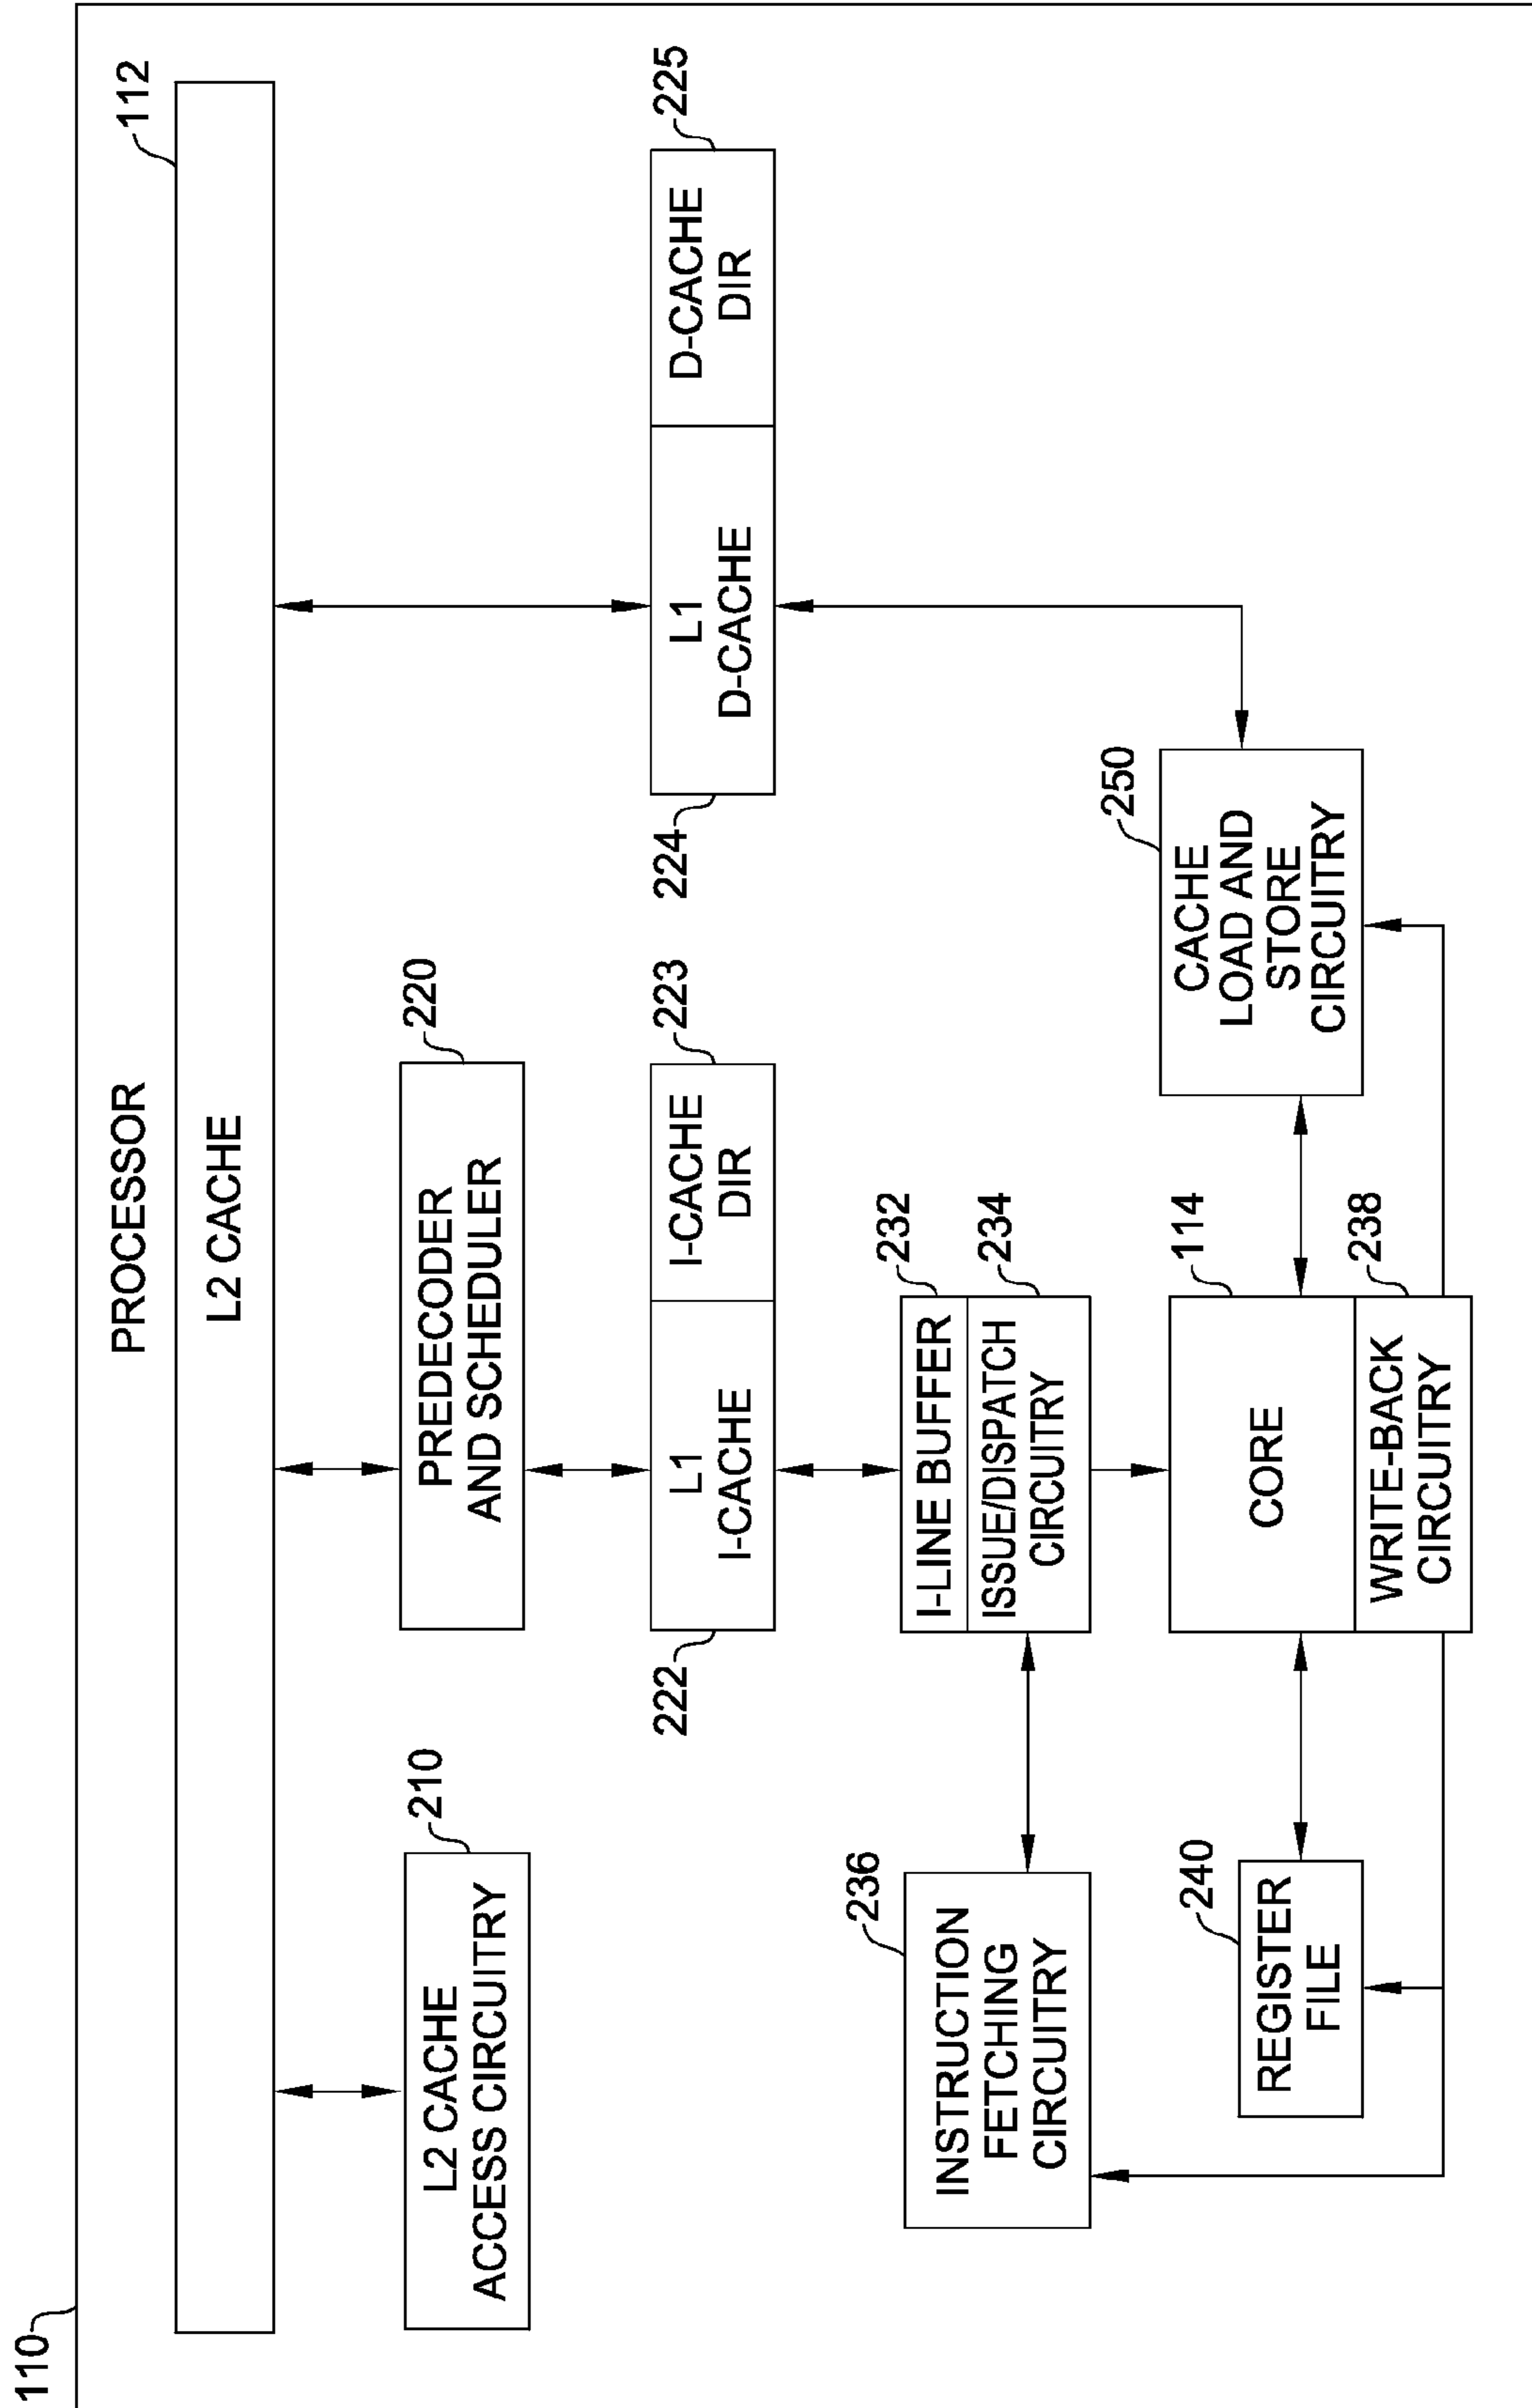 110
PROCESSOR
112
L2 CACHE
L2 CACHE
ACCESS CIRCUITRY
210
PREDECODER
AND SCHEDULER
220
222
L1
I-CACHE
I-CACHE
DIR
223
224
L1
D-CACHE
D-CACHE
DIR
225
236
INSTRUCTION
FETCHING
CIRCUITRY
I-LINE BUFFER
232
ISSUE/DISPATCH
CIRCUITRY
234
240
REGISTER
FILE
CORE
114
WRITE-BACK
CIRCUITRY
238
250
CACHE
LOAD AND
STORE
CIRCUITRY